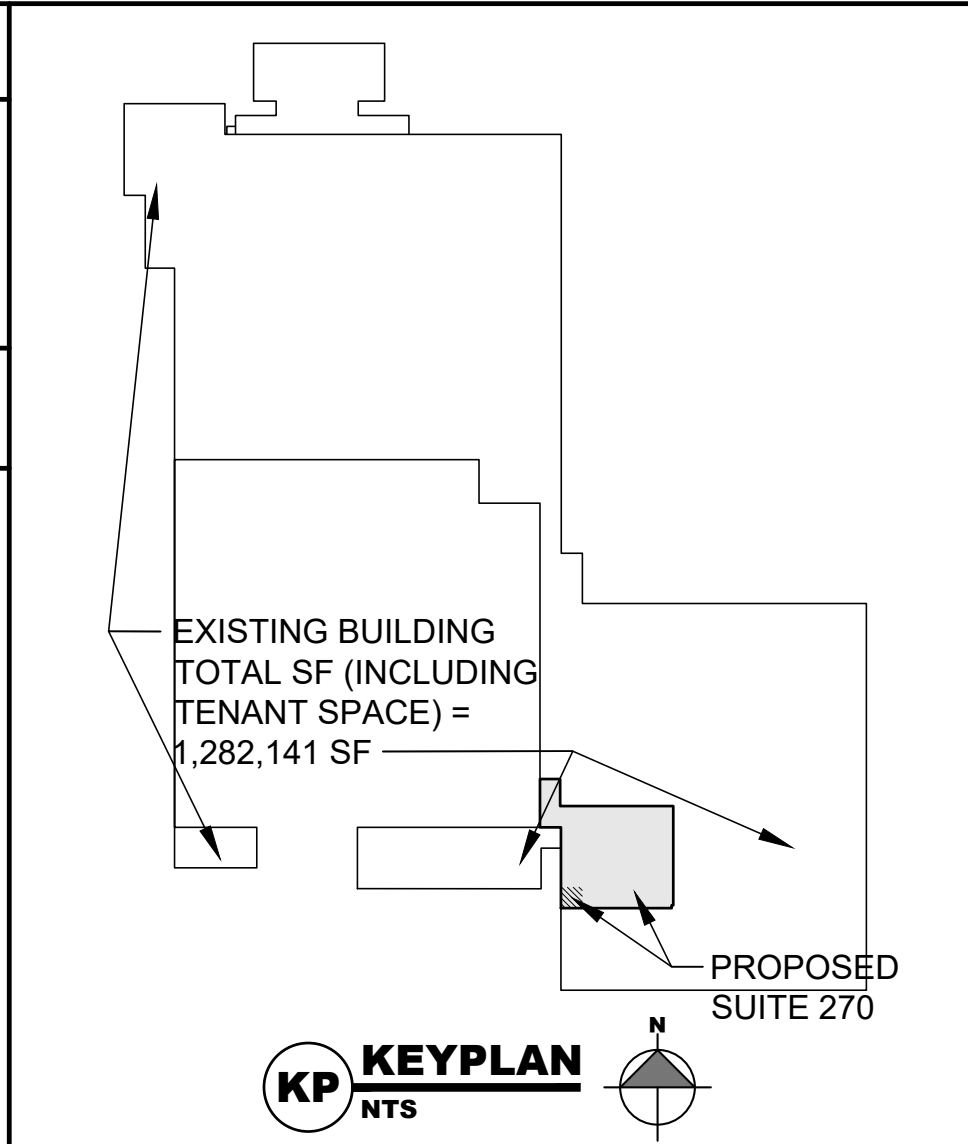 EXISTING BUILDING
TOTAL SF (INCLUDING
TENANT SPACE) =
1,282,141 SF
PROPOSED
SUITE 270
N
KP KEYPLAN
NTS